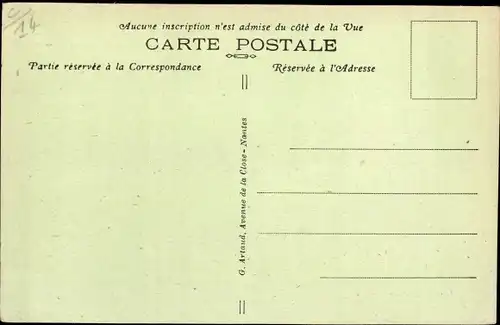 14
Aucune inscription n'est admise du côté de la Vue
CARTE POSTALE
Partie réservée à la Correspondance
Réservée à l'Adresse
G. Artaud, Avenue de la Close - Nantes